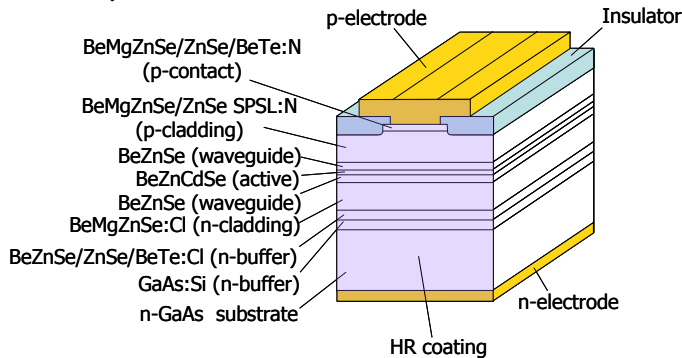 p-electrode
Insulator
BeMgZnSe/ZnSe/BeTe:N
(p-contact)
BeMgZnSe/ZnSe SPSL:N
(p-cladding)
BeZnSe (waveguide)
BeZnCdSe (active)
BeZnSe (waveguide)
BeMgZnSe:Cl (n-cladding)
BeZnSe/ZnSe/BeTe:Cl (n-buffer)
GaAs:Si (n-buffer)
n-GaAs substrate
n-electrode
HR coating